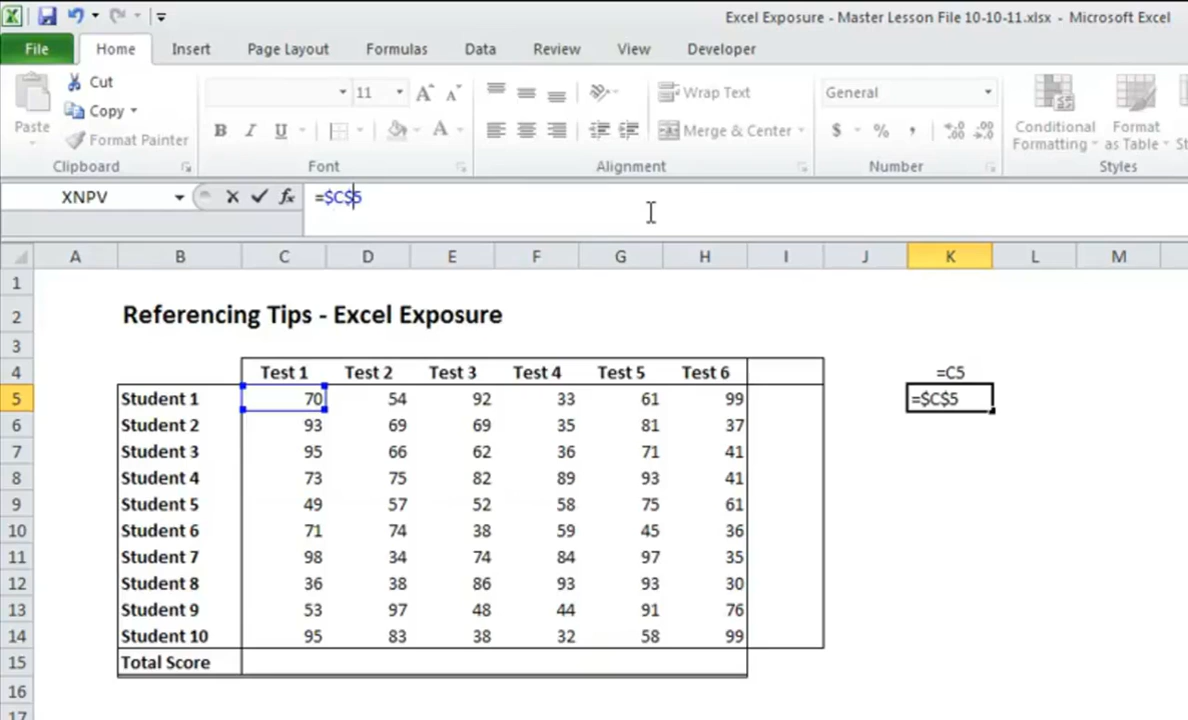 Excel Exposure - Master Lesson File 10-10-11.xlsx - Microsoft Excel
File Home Insert Page Layout Formulas Data Review View Developer
Cut
11 Wrap Text General
Copy
Paste Format Painter B I U Merge & Center $ % , Conditional Formatting Format as Table
Clipboard Font Alignment Number Styles
XNPV fx =$C$5
A B C D E F G H I J K L M
1
2 Referencing Tips - Excel Exposure
3
4 Test 1 Test 2 Test 3 Test 4 Test 5 Test 6 =C5
5 Student 1 70 54 92 33 61 99 =$C$5
6 Student 2 93 69 69 35 81 37
7 Student 3 95 66 62 36 71 41
8 Student 4 73 75 82 89 93 41
9 Student 5 49 57 52 58 75 61
10 Student 6 71 74 38 59 45 36
11 Student 7 98 34 74 84 97 35
12 Student 8 36 38 86 93 93 30
13 Student 9 53 97 48 44 91 76
14 Student 10 95 83 38 32 58 99
15 Total Score
16
17